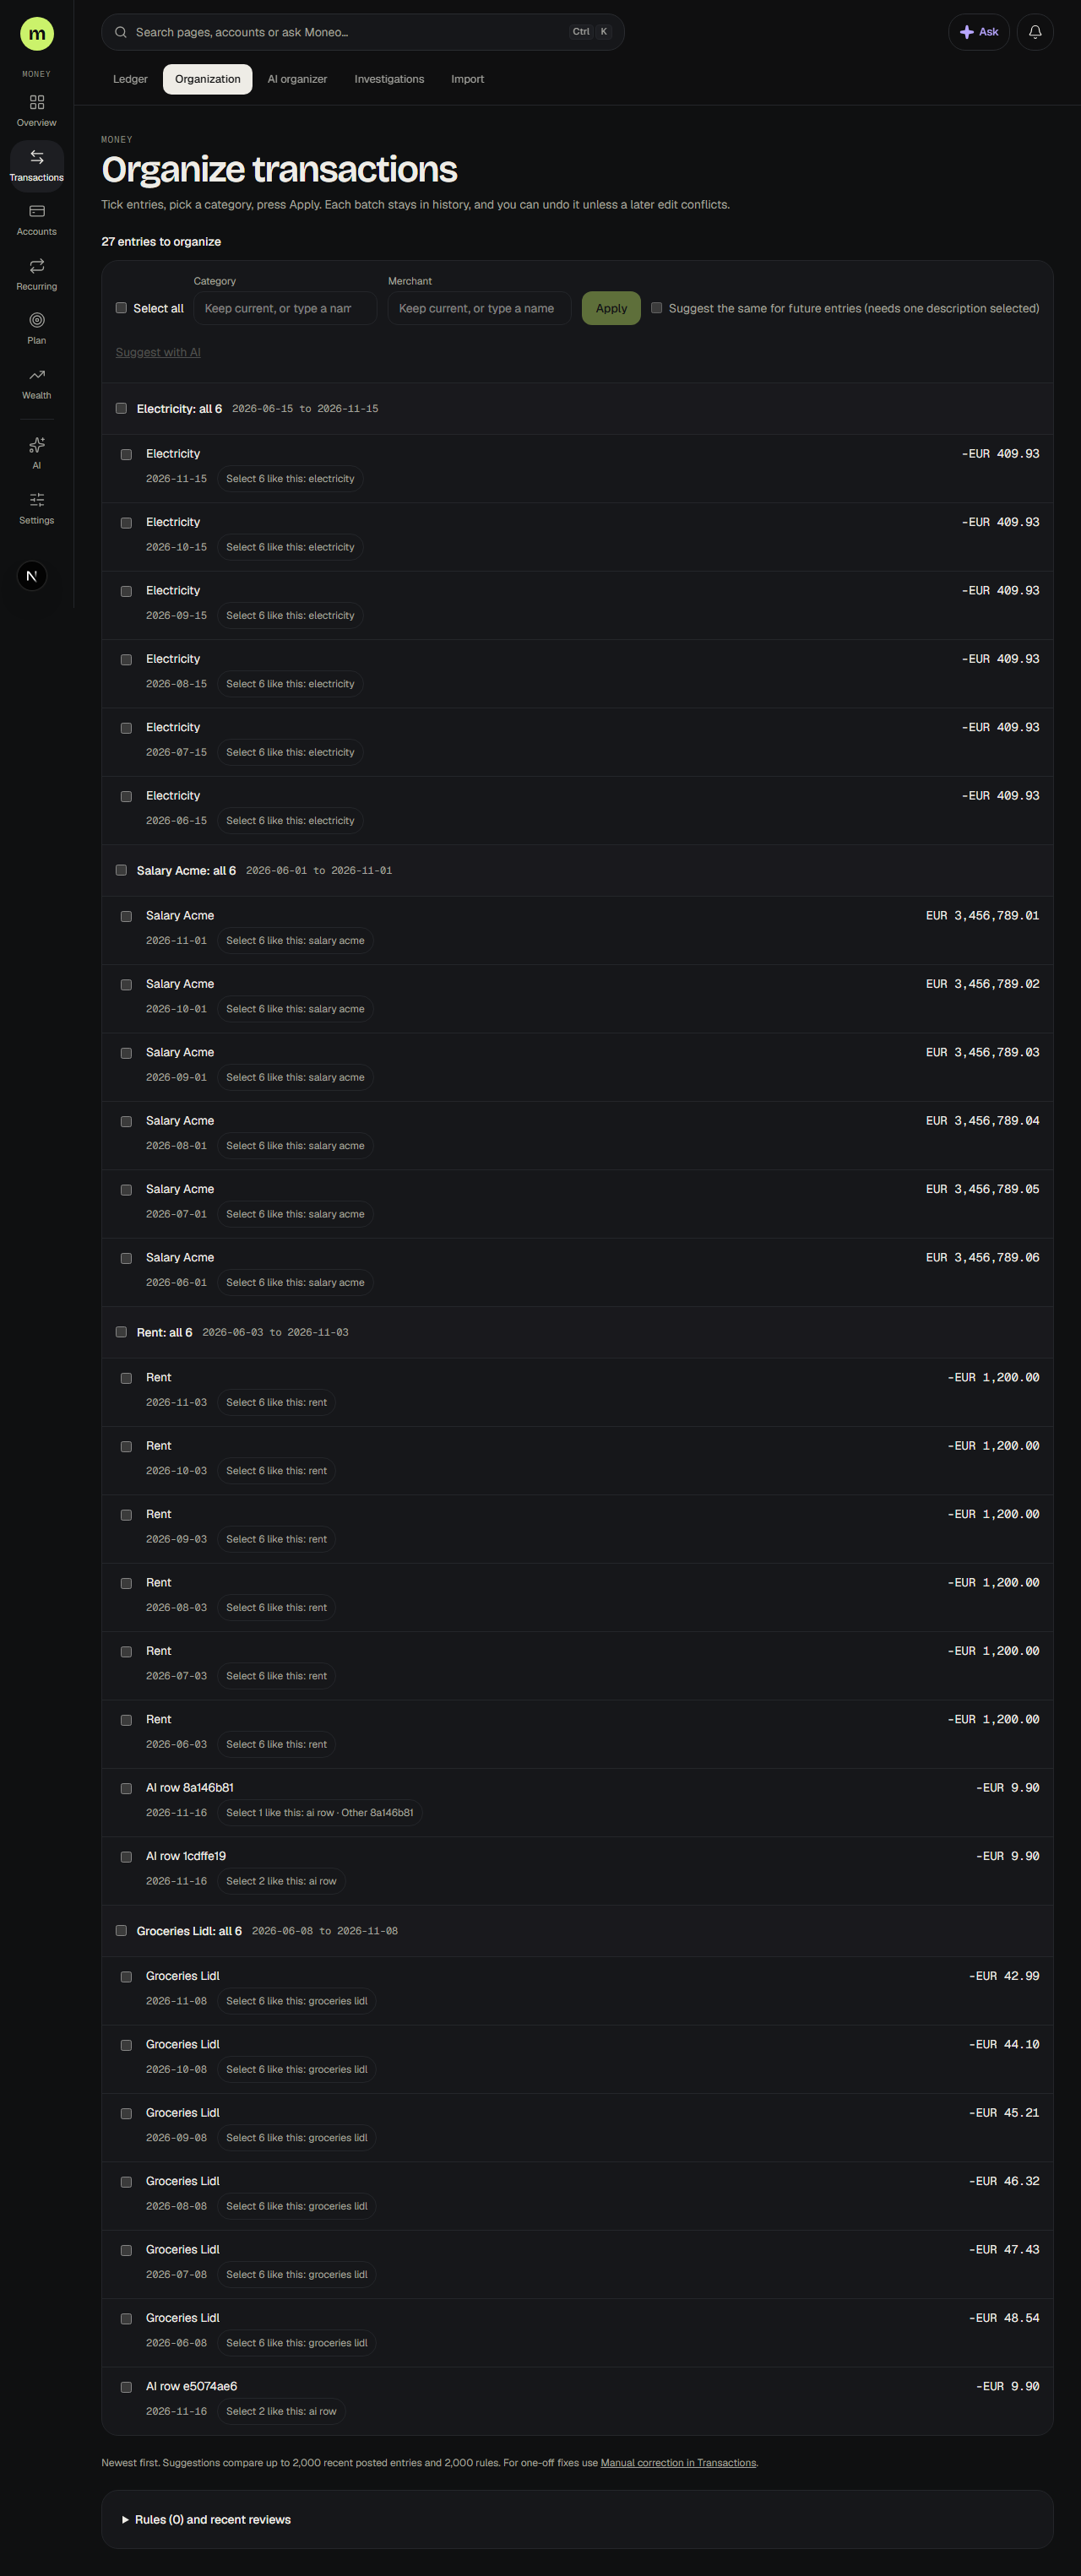 m
Search pages, accounts or ask Moneo...
Ctrl K
Ask
MONEY
Overview
Transactions
Accounts
Recurring
Plan
Wealth
AI
Settings
N
Ledger
Organization
AI organizer
Investigations
Import
MONEY
Organize transactions
Tick entries, pick a category, press Apply. Each batch stays in history, and you can undo it unless a later edit conflicts.
27 entries to organize
Category
Merchant
Select all
Keep current, or type a nam
Keep current, or type a name
Apply
Suggest the same for future entries (needs one description selected)
Suggest with AI
Electricity: all 6 2026-06-15 to 2026-11-15
Electricity -EUR 409.93
2026-11-15 Select 6 like this: electricity
Electricity -EUR 409.93
2026-10-15 Select 6 like this: electricity
Electricity -EUR 409.93
2026-09-15 Select 6 like this: electricity
Electricity -EUR 409.93
2026-08-15 Select 6 like this: electricity
Electricity -EUR 409.93
2026-07-15 Select 6 like this: electricity
Electricity -EUR 409.93
2026-06-15 Select 6 like this: electricity
Salary Acme: all 6 2026-06-01 to 2026-11-01
Salary Acme EUR 3,456,789.01
2026-11-01 Select 6 like this: salary acme
Salary Acme EUR 3,456,789.02
2026-10-01 Select 6 like this: salary acme
Salary Acme EUR 3,456,789.03
2026-09-01 Select 6 like this: salary acme
Salary Acme EUR 3,456,789.04
2026-08-01 Select 6 like this: salary acme
Salary Acme EUR 3,456,789.05
2026-07-01 Select 6 like this: salary acme
Salary Acme EUR 3,456,789.06
2026-06-01 Select 6 like this: salary acme
Rent: all 6 2026-06-03 to 2026-11-03
Rent -EUR 1,200.00
2026-11-03 Select 6 like this: rent
Rent -EUR 1,200.00
2026-10-03 Select 6 like this: rent
Rent -EUR 1,200.00
2026-09-03 Select 6 like this: rent
Rent -EUR 1,200.00
2026-08-03 Select 6 like this: rent
Rent -EUR 1,200.00
2026-07-03 Select 6 like this: rent
Rent -EUR 1,200.00
2026-06-03 Select 6 like this: rent
AI row 8a146b81 -EUR 9.90
2026-11-16 Select 1 like this: ai row · Other 8a146b81
AI row 1cdffe19 -EUR 9.90
2026-11-16 Select 2 like this: ai row
Groceries Lidl: all 6 2026-06-08 to 2026-11-08
Groceries Lidl -EUR 42.99
2026-11-08 Select 6 like this: groceries lidl
Groceries Lidl -EUR 44.10
2026-10-08 Select 6 like this: groceries lidl
Groceries Lidl -EUR 45.21
2026-09-08 Select 6 like this: groceries lidl
Groceries Lidl -EUR 46.32
2026-08-08 Select 6 like this: groceries lidl
Groceries Lidl -EUR 47.43
2026-07-08 Select 6 like this: groceries lidl
Groceries Lidl -EUR 48.54
2026-06-08 Select 6 like this: groceries lidl
AI row e5074ae6 -EUR 9.90
2026-11-16 Select 2 like this: ai row
Newest first. Suggestions compare up to 2,000 recent posted entries and 2,000 rules. For one-off fixes use Manual correction in Transactions.
Rules (0) and recent reviews